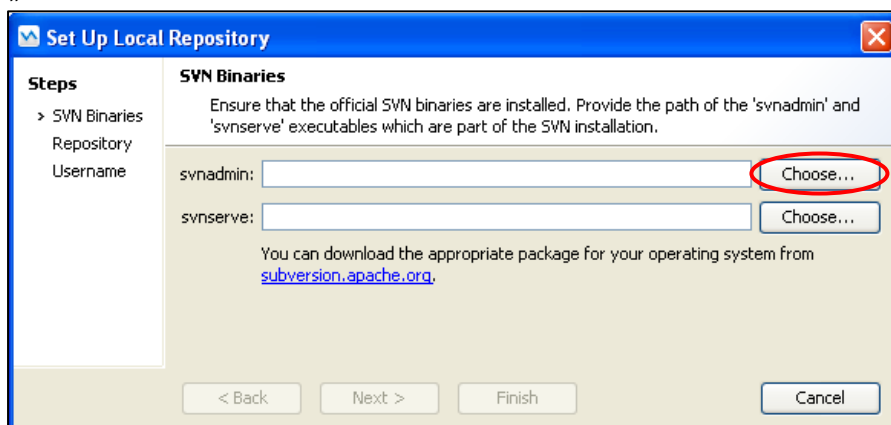 Set Up Local Repository
Steps
> SVN Binaries
Repository
Username
SVN Binaries
Ensure that the official SVN binaries are installed. Provide the path of the 'svnadmin' and
'svnserve' executables which are part of the SVN installation.
svnadmin: Choose...
svnserve: Choose...
You can download the appropriate package for your operating system from
subversion.apache.org.
< Back Next > Finish Cancel